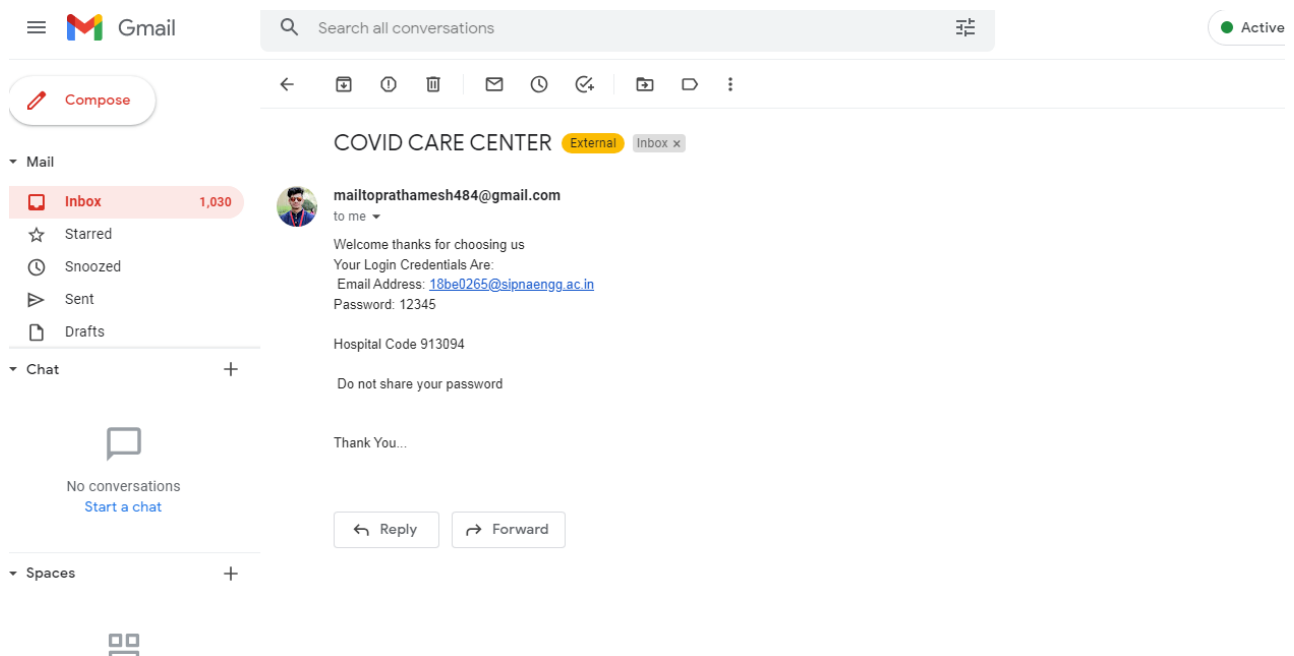 Gmail
Search all conversations
Active
Compose
COVID CARE CENTER External Inbox ×
Mail
Inbox 1,030
Starred
Snoozed
Sent
Drafts
mailtoprathamesh484@gmail.com
to me
Welcome thanks for choosing us
Your Login Credentials Are:
Email Address: 18be0265@sipnaengg.ac.in
Password: 12345
Hospital Code 913094
Do not share your password
Thank You...
Reply
Forward
Chat
No conversations
Start a chat
Spaces